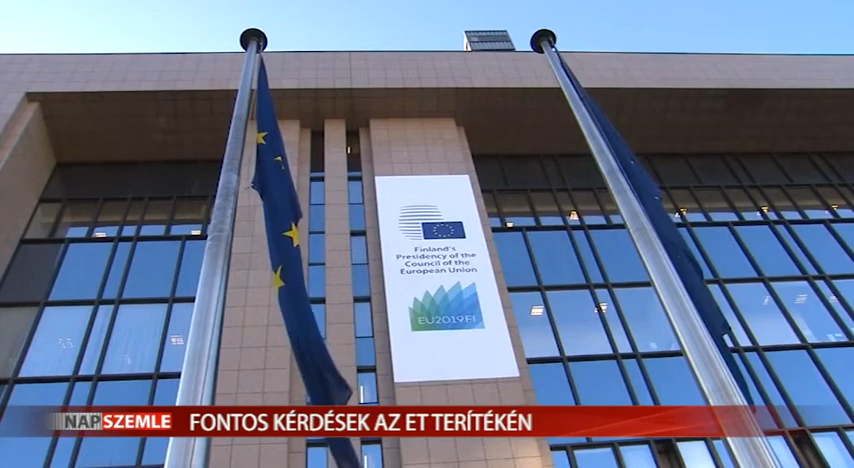 Finland's
Presidency of the
Council of the
European Union
EU2019.FI
NAPSZEMLE
FONTOS KÉRDÉSEK AZ ET TERÍTÉKÉN